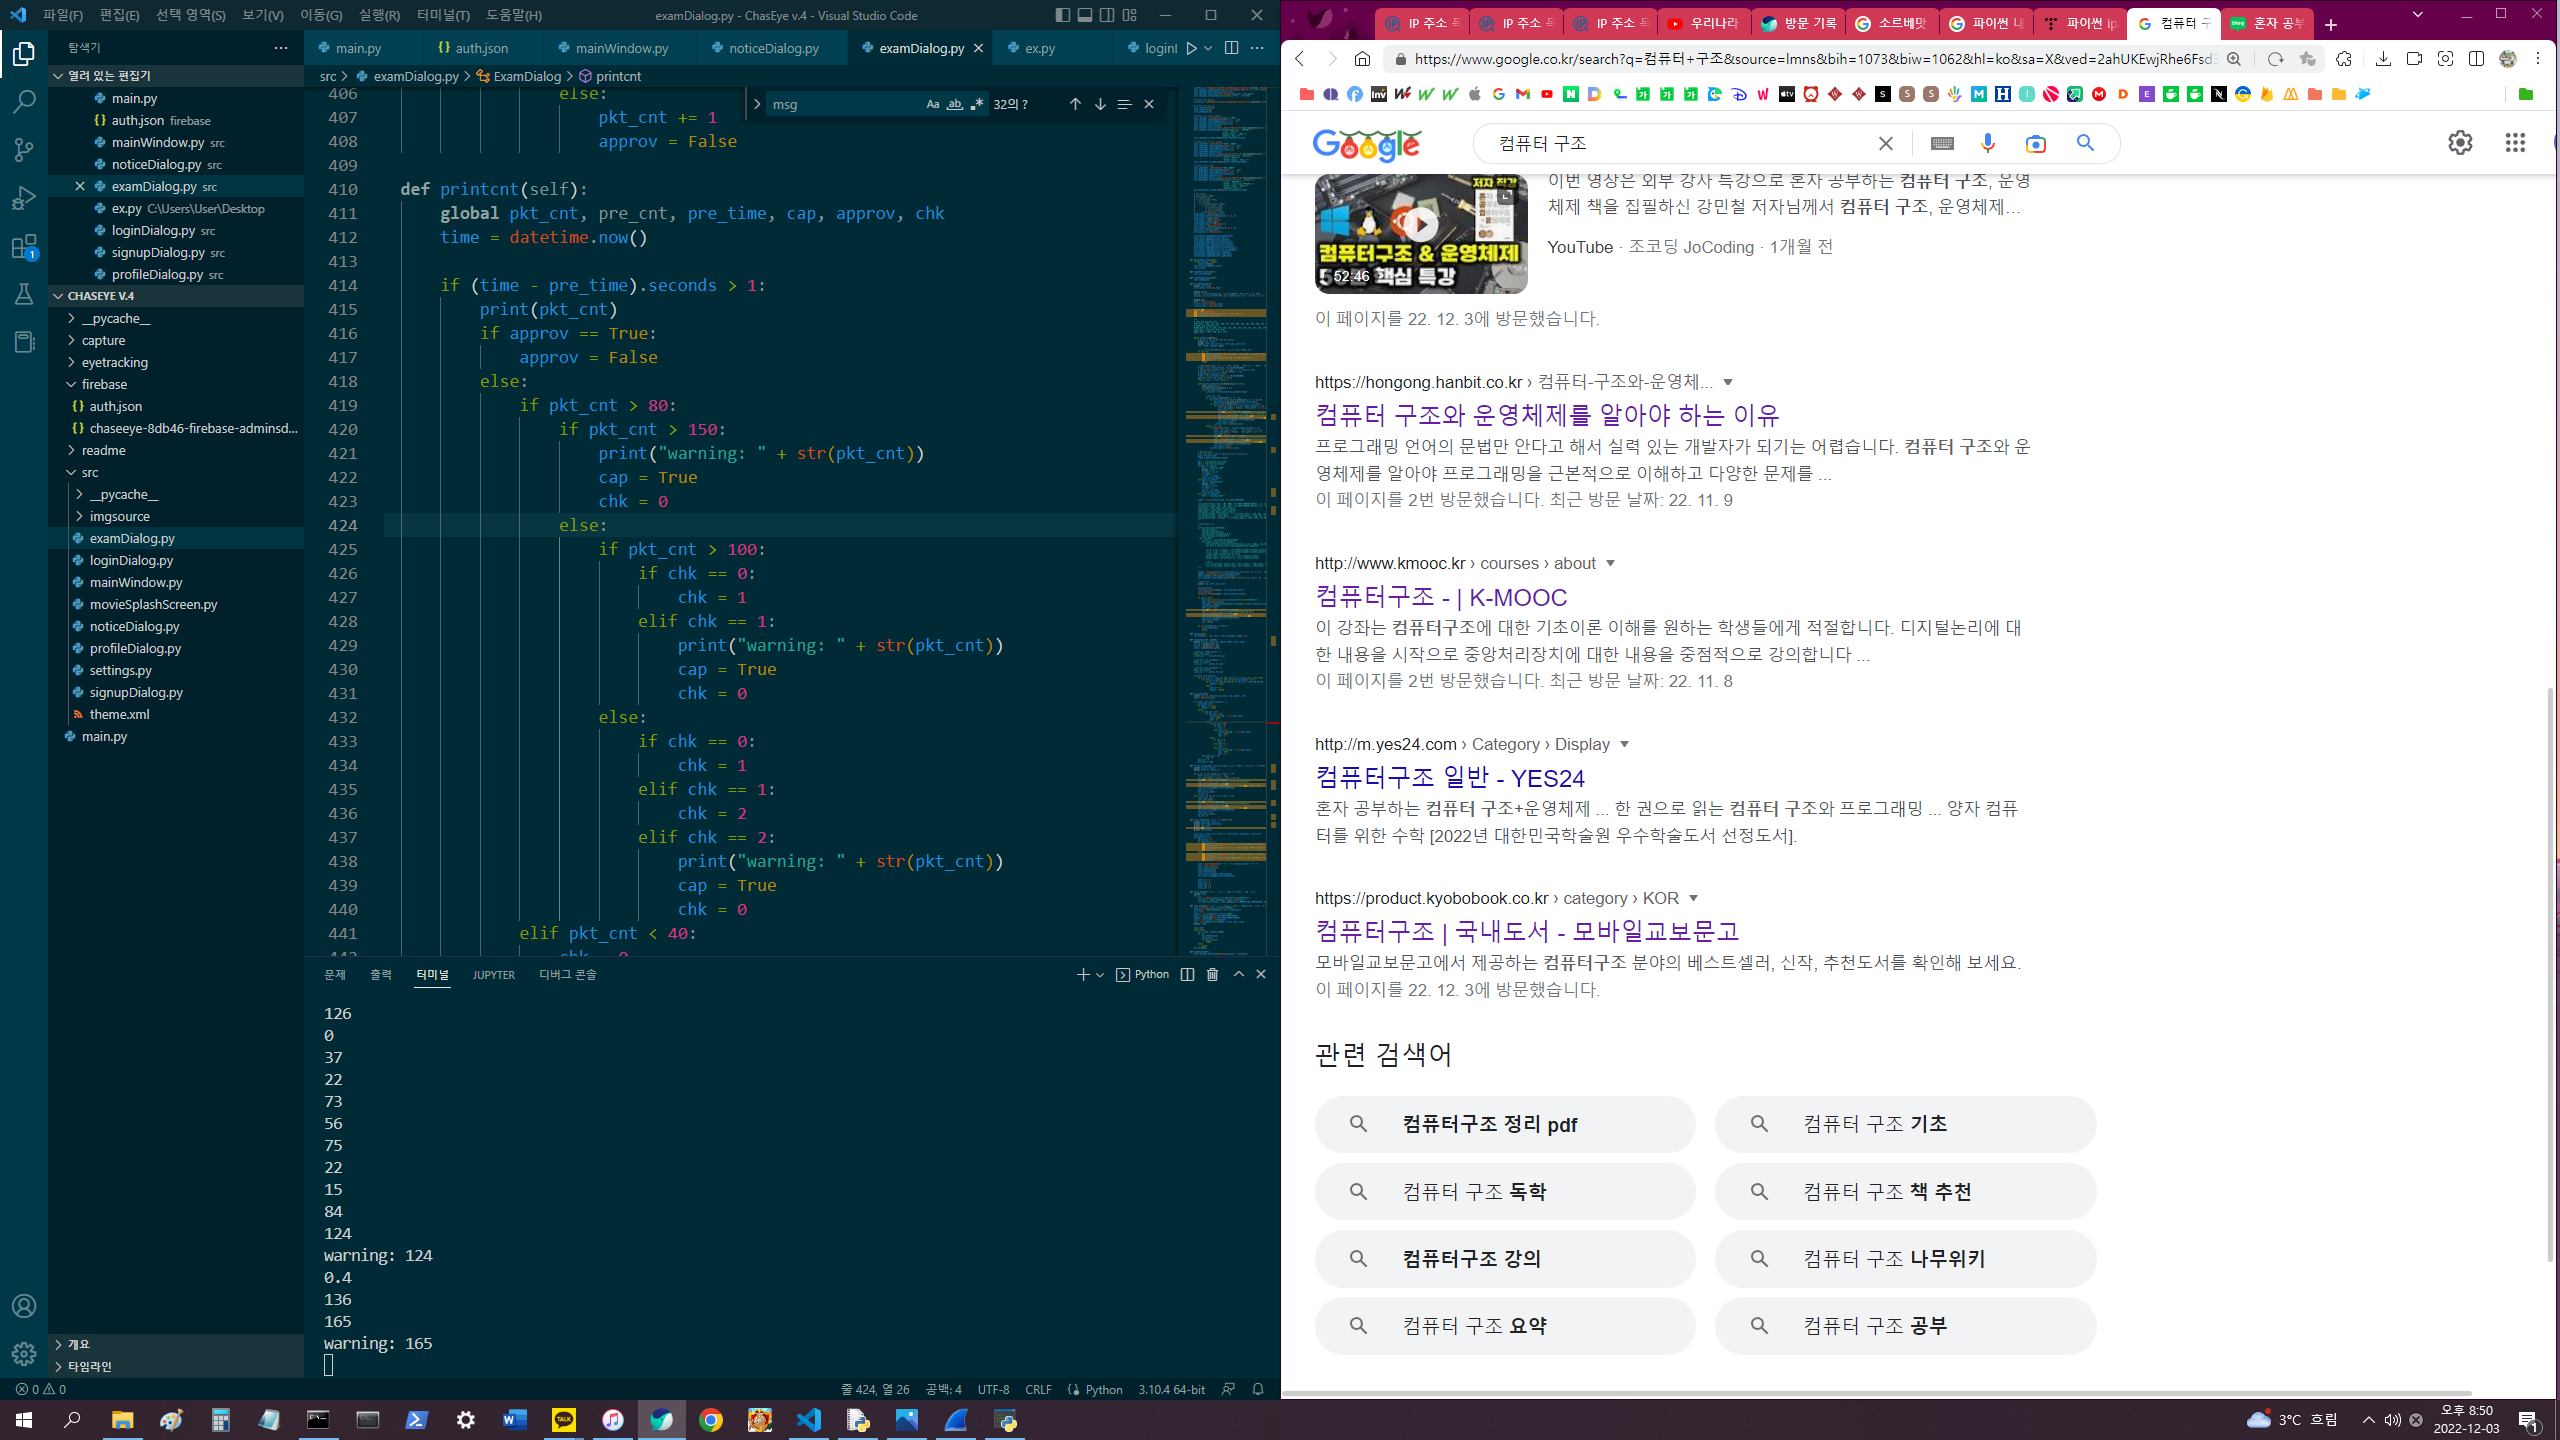 파일(F) 편집(E) 선택 영역(S) 보기(V) 이동(G) 실행(R) 터미널(T) 도움말(H)
examDialog.py - ChasEye v.4 - Visual Studio Code
탐색기
열려 있는 편집기
main.py
auth.json firebase
mainWindow.py src
noticeDialog.py src
examDialog.py src
ex.py C:\Users\User\Desktop
loginDialog.py src
signupDialog.py src
profileDialog.py src
CHASEYE V.4
__pycache__
capture
eyetracking
firebase
auth.json
chaseeye-8db46-firebase-adminsd...
readme
src
__pycache__
imgsource
examDialog.py
loginDialog.py
mainWindow.py
movieSplashScreen.py
noticeDialog.py
profileDialog.py
settings.py
signupDialog.py
theme.xml
main.py
개요
타임라인
main.py auth.json mainWindow.py noticeDialog.py examDialog.py ex.py loginl
src > examDialog.py > ExamDialog > printcnt
msg Aa ab 32의 ?
406 else:
407 pkt_cnt += 1
408 approv = False
409
410 def printcnt(self):
411 global pkt_cnt, pre_cnt, pre_time, cap, approv, chk
412 time = datetime.now()
413
414 if (time - pre_time).seconds > 1:
415 print(pkt_cnt)
416 if approv == True:
417 approv = False
418 else:
419 if pkt_cnt > 80:
420 if pkt_cnt > 150:
421 print("warning: " + str(pkt_cnt))
422 cap = True
423 chk = 0
424 else:
425 if pkt_cnt > 100:
426 if chk == 0:
427 chk = 1
428 elif chk == 1:
429 print("warning: " + str(pkt_cnt))
430 cap = True
431 chk = 0
432 else:
433 if chk == 0:
434 chk = 1
435 elif chk == 1:
436 chk = 2
437 elif chk == 2:
438 print("warning: " + str(pkt_cnt))
439 cap = True
440 chk = 0
441 elif pkt_cnt < 40:
문제 출력 터미널 JUPYTER 디버그 콘솔
Python
126
0
37
22
73
56
75
22
15
84
124
warning: 124
0.4
136
165
warning: 165
0 0
줄 424, 열 26 공백: 4 UTF-8 CRLF Python 3.10.4 64-bit
IP 주소 IP 주소 IP 주소 우리나라 방문 기록 소르베맛 파이썬 파이썬 ip 컴퓨터 구 혼자 공부
https://www.google.co.kr/search?q=컴퓨터+구조&source=lmns&bih=1073&biw=1062&hl=ko&sa=X&ved=2ahUKEwjRhe6Fsd
Google
컴퓨터 구조
이번 영상은 외부 강사 특강으로 혼자 공부하는 컴퓨터 구조, 운영
체제 책을 집필하신 강민철 저자님께서 컴퓨터 구조, 운영체제...
저자 직강
컴퓨터구조 & 운영체제
핵심 특강
52:46
YouTube · 조코딩 JoCoding · 1개월 전
이 페이지를 22. 12. 3에 방문했습니다.
https://hongong.hanbit.co.kr › 컴퓨터-구조와-운영체...
컴퓨터 구조와 운영체제를 알아야 하는 이유
프로그래밍 언어의 문법만 안다고 해서 실력 있는 개발자가 되기는 어렵습니다. 컴퓨터 구조와 운
영체제를 알아야 프로그래밍을 근본적으로 이해하고 다양한 문제를 ...
이 페이지를 2번 방문했습니다. 최근 방문 날짜: 22. 11. 9
http://www.kmooc.kr › courses › about
컴퓨터구조 - | K-MOOC
이 강좌는 컴퓨터구조에 대한 기초이론 이해를 원하는 학생들에게 적절합니다. 디지털논리에 대
한 내용을 시작으로 중앙처리장치에 대한 내용을 중점적으로 강의합니다 ...
이 페이지를 2번 방문했습니다. 최근 방문 날짜: 22. 11. 8
http://m.yes24.com › Category › Display
컴퓨터구조 일반 - YES24
혼자 공부하는 컴퓨터 구조+운영체제 ... 한 권으로 읽는 컴퓨터 구조와 프로그래밍 ... 양자 컴퓨
터를 위한 수학 [2022년 대한민국학술원 우수학술도서 선정도서].
https://product.kyobobook.co.kr › category › KOR
컴퓨터구조 | 국내도서 - 모바일교보문고
모바일교보문고에서 제공하는 컴퓨터구조 분야의 베스트셀러, 신작, 추천도서를 확인해 보세요.
이 페이지를 22. 12. 3에 방문했습니다.
관련 검색어
컴퓨터구조 정리 pdf
컴퓨터 구조 기초
컴퓨터 구조 독학
컴퓨터 구조 책 추천
컴퓨터구조 강의
컴퓨터 구조 나무위키
컴퓨터 구조 요약
컴퓨터 구조 공부
3°C 흐림
오후 8:50
2022-12-03